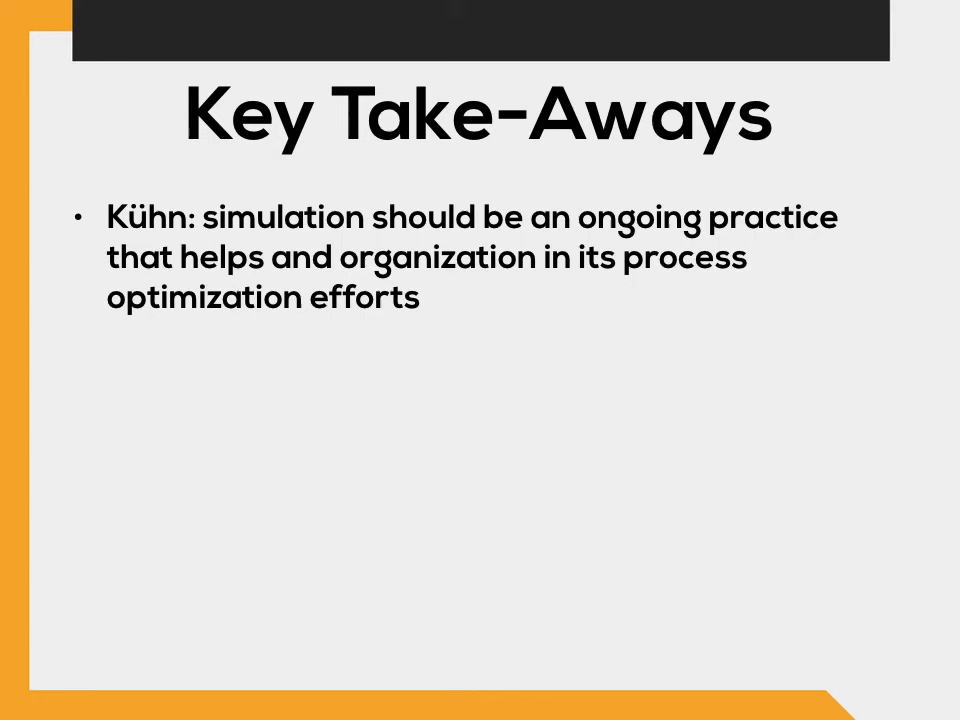 Key Take-Aways
• Kühn: simulation should be an ongoing practice
that helps and organization in its process
optimization efforts